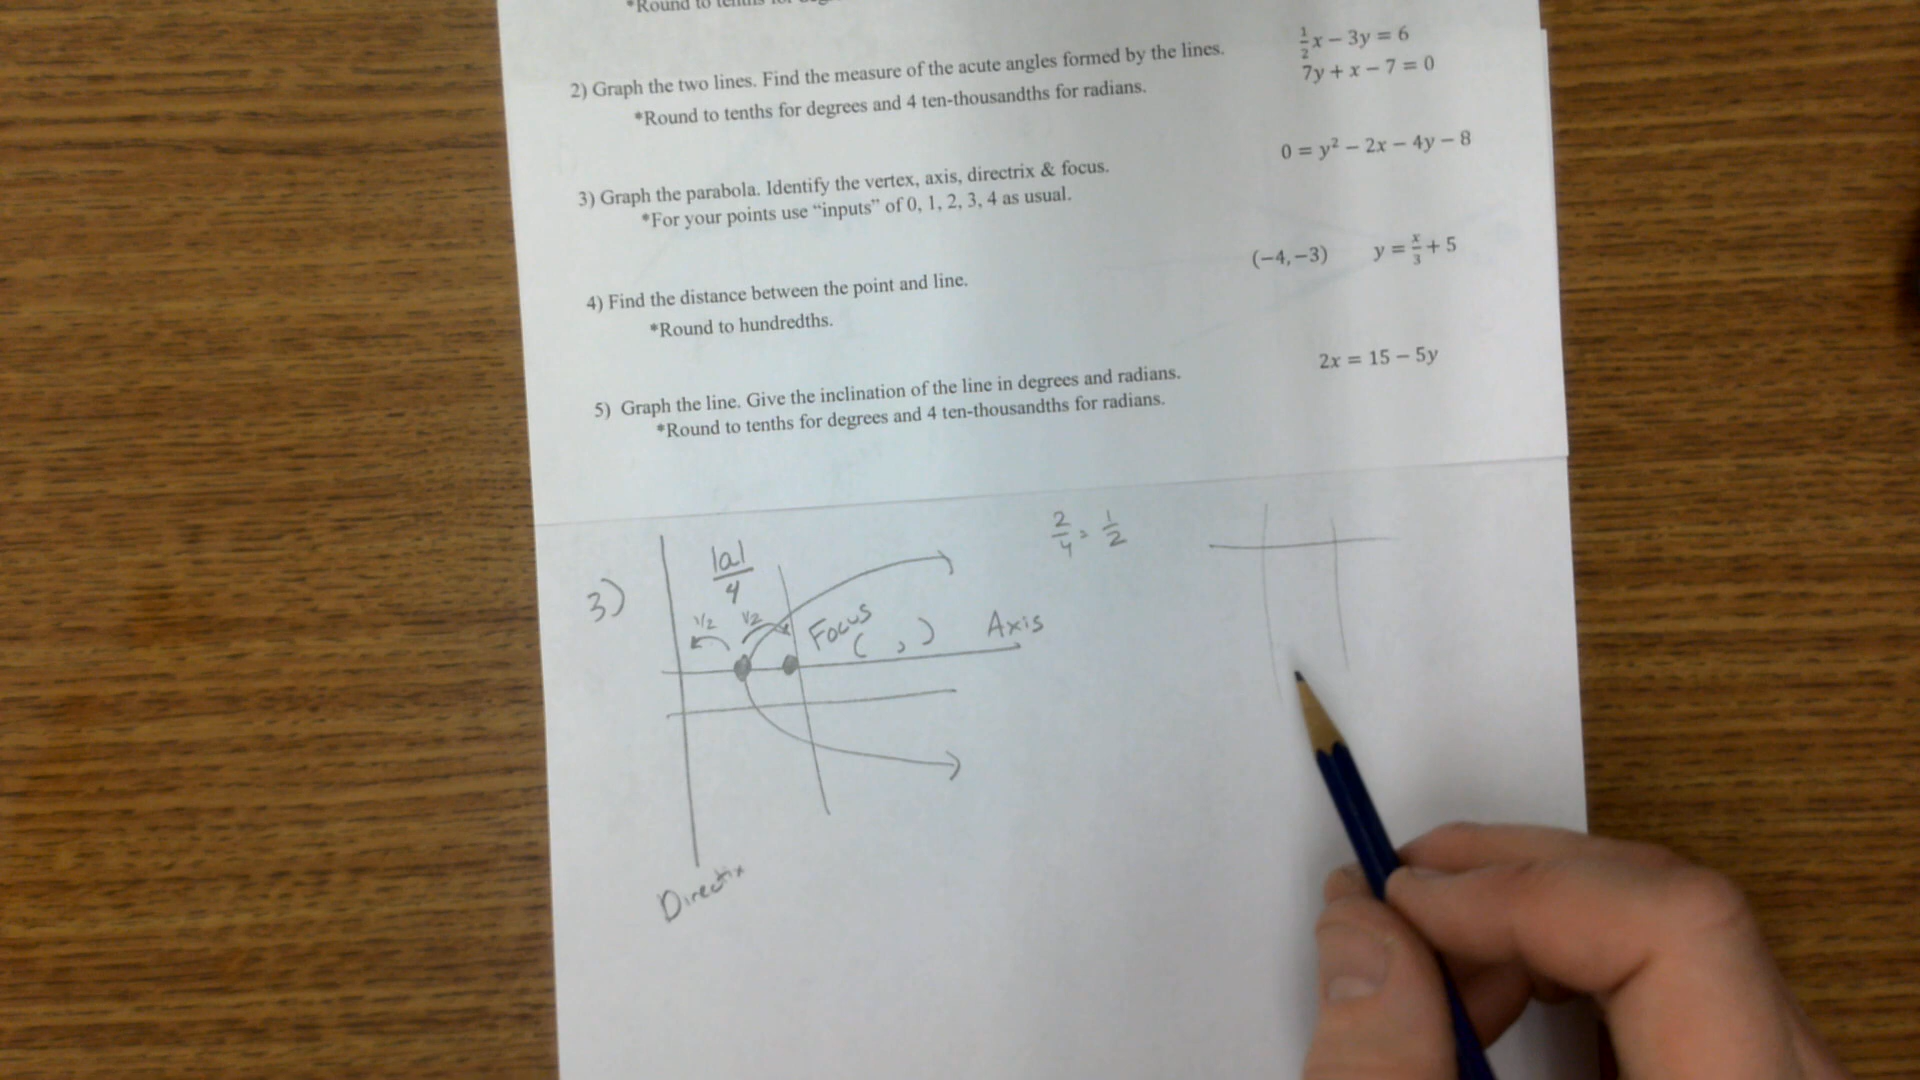 *Round to tenths for
2) Graph the two lines. Find the measure of the acute angles formed by the lines.
½x − 3y = 6
7y + x − 7 = 0
*Round to tenths for degrees and 4 ten-thousandths for radians.
3) Graph the parabola. Identify the vertex, axis, directrix & focus.
0 = y² − 2x − 4y − 8
*For your points use “inputs” of 0, 1, 2, 3, 4 as usual.
4) Find the distance between the point and line.
(−4, −3) y = x/3 + 5
*Round to hundredths.
5) Graph the line. Give the inclination of the line in degrees and radians.
2x = 15 − 5y
*Round to tenths for degrees and 4 ten-thousandths for radians.
3)
|a|/4
2/4 = 1/2
1/2 1/2
Focus
( , )
Axis
Directrix